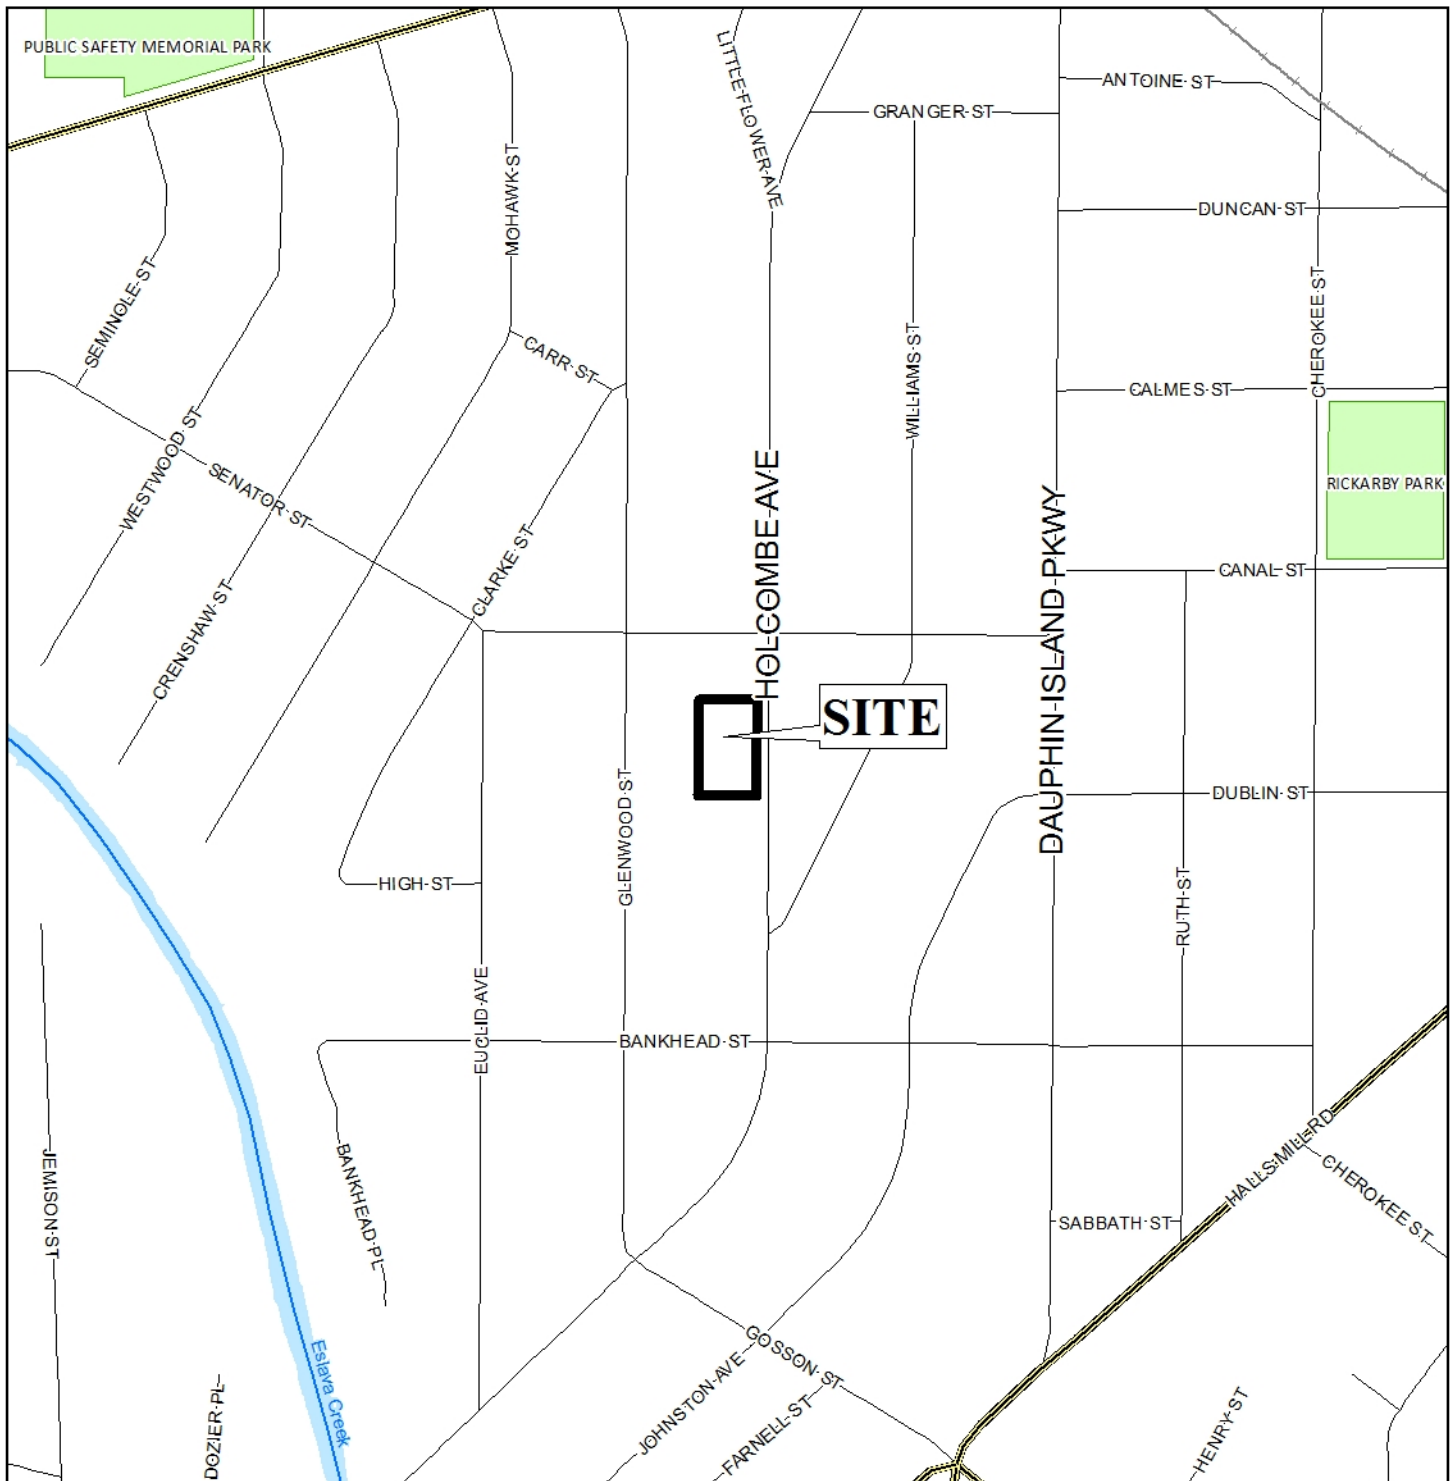 PUBLIC SAFETY MEMORIAL PARK
LITTLE FLOWER AVE
ANTOINE ST
GRANGER ST
MOHAWK ST
DUNCAN ST
SEMINOLE ST
CHEROKEE ST
CARR ST
WILLIAMS ST
CALMES ST
WESTWOOD ST
SENATOR ST
HOLCOMBE AVE
RICKARBY PARK
DAUPHIN ISLAND PKWY
CLARKE ST
CANAL ST
CRENSHAW ST
SITE
GLENWOOD ST
DUBLIN ST
HIGH ST
RUTH ST
EUCLID AVE
BANKHEAD ST
HALLS MILL RD
BANKHEAD PL
JEMISON ST
CHEROKEE ST
SABBATH ST
GOSSON ST
Eslava Creek
JOHNSTON AVE
DOZIER PL
FARNELL ST
HENRY ST